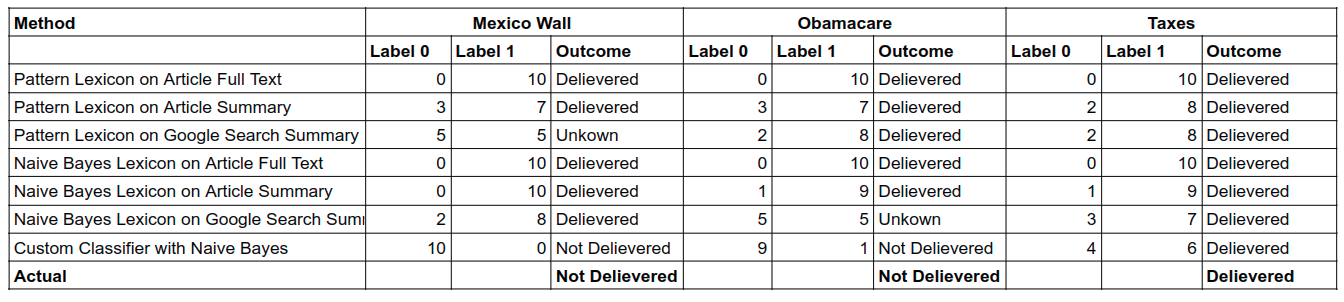 Method Mexico Wall Obamacare Taxes
Label 0 Label 1 Outcome Label 0 Label 1 Outcome Label 0 Label 1 Outcome
Pattern Lexicon on Article Full Text 0 10 Delievered 0 10 Delievered 0 10 Delievered
Pattern Lexicon on Article Summary 3 7 Delievered 3 7 Delievered 2 8 Delievered
Pattern Lexicon on Google Search Summary 5 5 Unkown 2 8 Delievered 2 8 Delievered
Naive Bayes Lexicon on Article Full Text 0 10 Delievered 0 10 Delievered 0 10 Delievered
Naive Bayes Lexicon on Article Summary 0 10 Delievered 1 9 Delievered 1 9 Delievered
Naive Bayes Lexicon on Google Search Sum 2 8 Delievered 5 5 Unkown 3 7 Delievered
Custom Classifier with Naive Bayes 10 0 Not Delievered 9 1 Not Delievered 4 6 Delievered
Actual Not Delievered Not Delievered Delievered